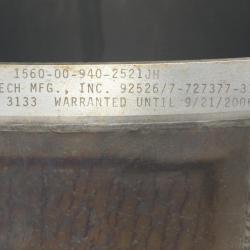 1560-00-940-2521JH
ECH MFG., INC. 92526/7-727377-3
3133 WARRANTED UNTIL 9/21/200